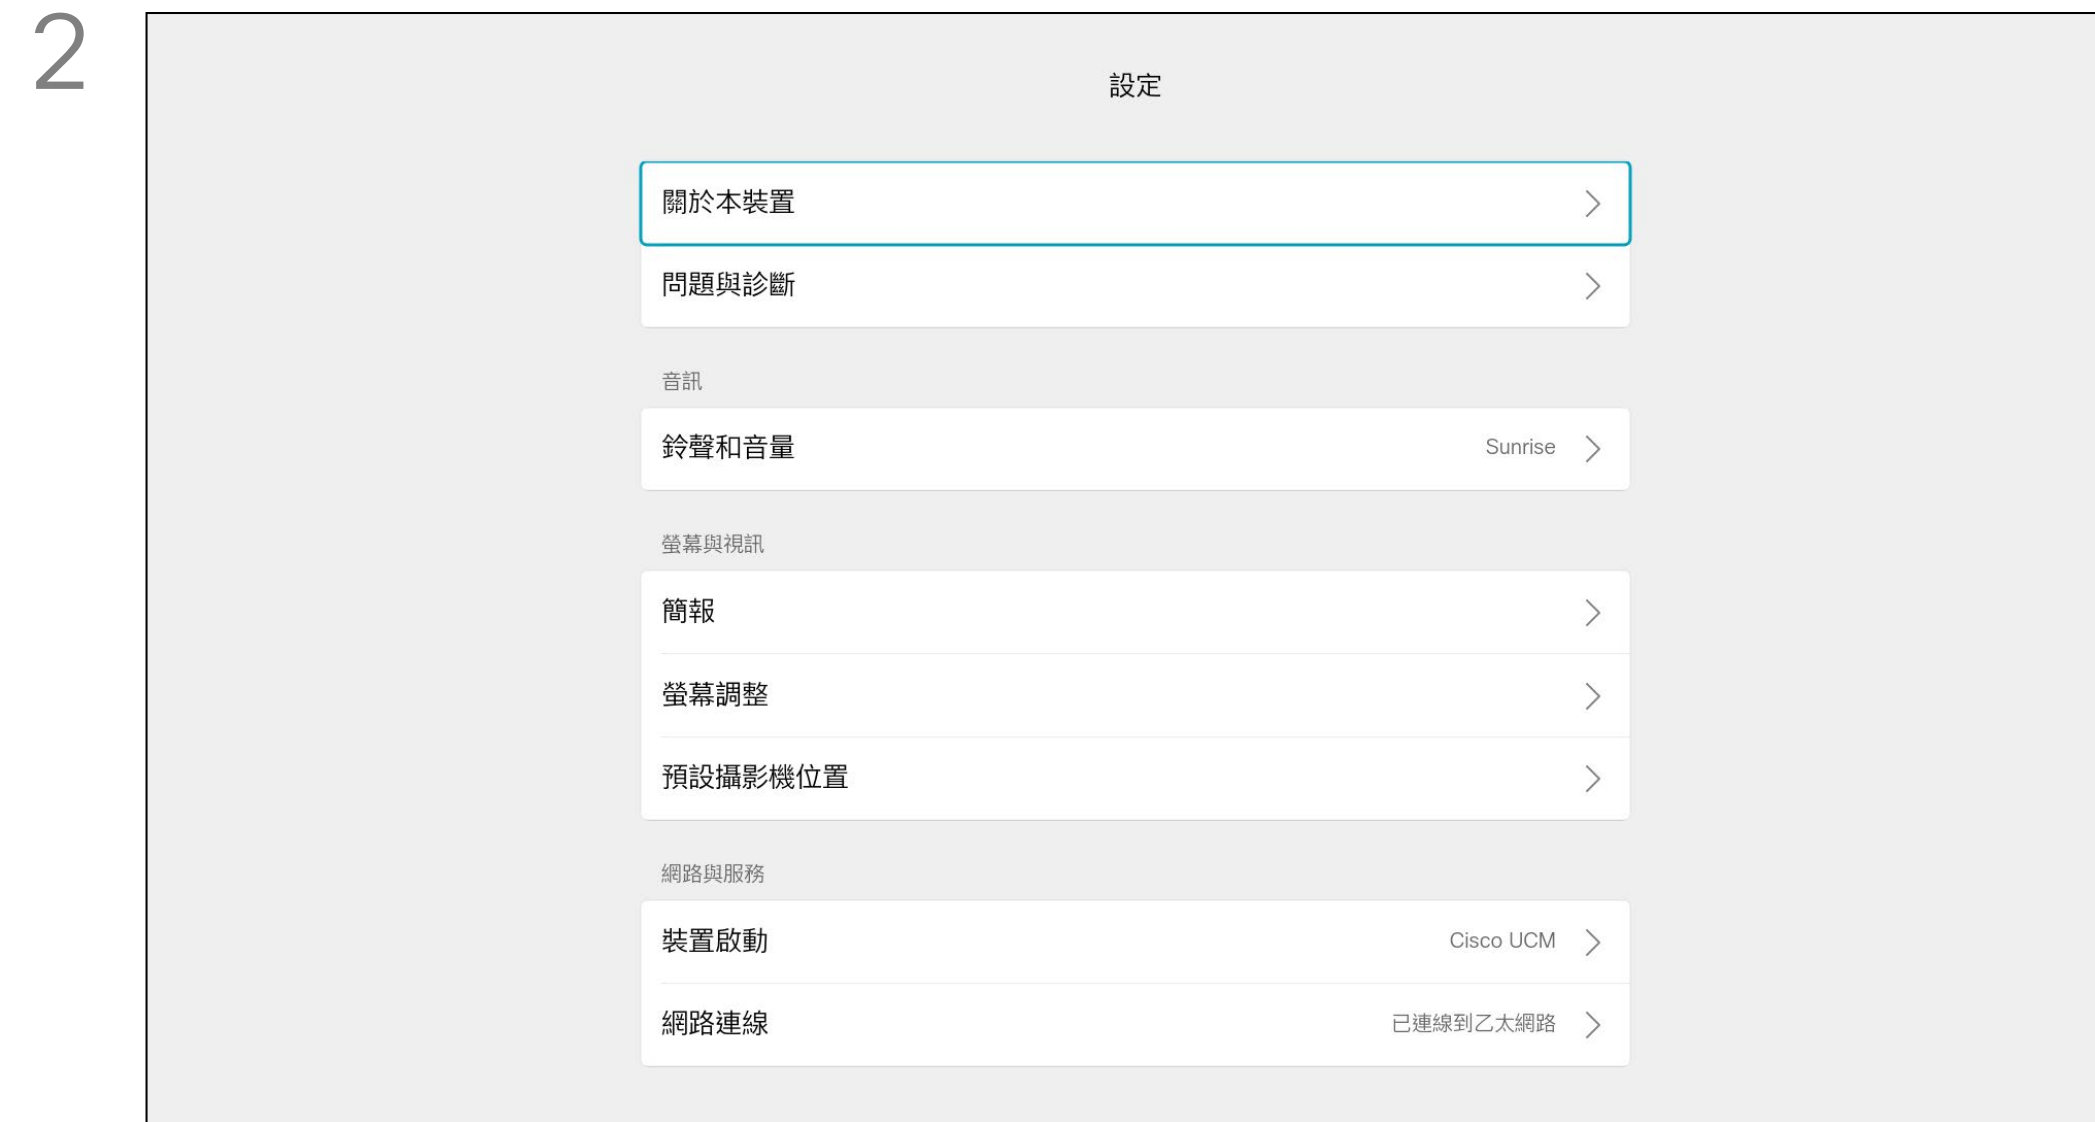 2
設定
關於本裝置
問題與診斷
音訊
鈴聲和音量 Sunrise
螢幕與視訊
簡報
螢幕調整
預設攝影機位置
網路與服務
裝置啟動 Cisco UCM
網路連線 已連線到乙太網路